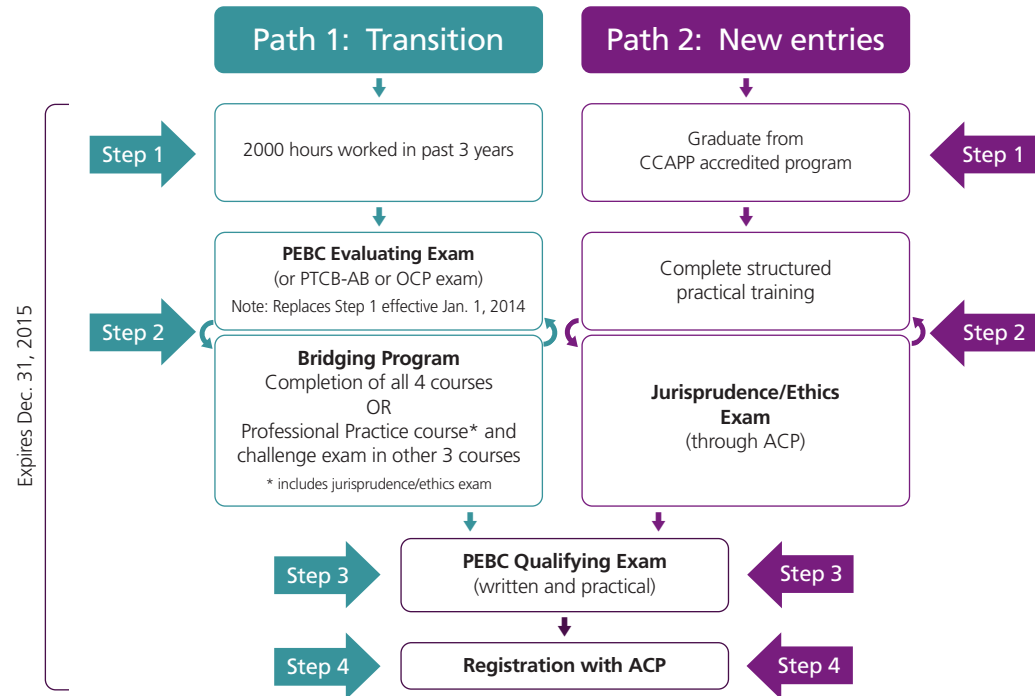 Path 1: Transition
Path 2: New entries
Expires Dec. 31, 2015
Step 1
2000 hours worked in past 3 years
Graduate from
CCAPP accredited program
Step 1
PEBC Evaluating Exam
(or PTCB-AB or OCP exam)
Note: Replaces Step 1 effective Jan. 1, 2014
Complete structured
practical training
Step 2
Step 2
Bridging Program
Completion of all 4 courses
OR
Professional Practice course* and
challenge exam in other 3 courses
* includes jurisprudence/ethics exam
Jurisprudence/Ethics
Exam
(through ACP)
Step 3
PEBC Qualifying Exam
(written and practical)
Step 3
Step 4
Registration with ACP
Step 4